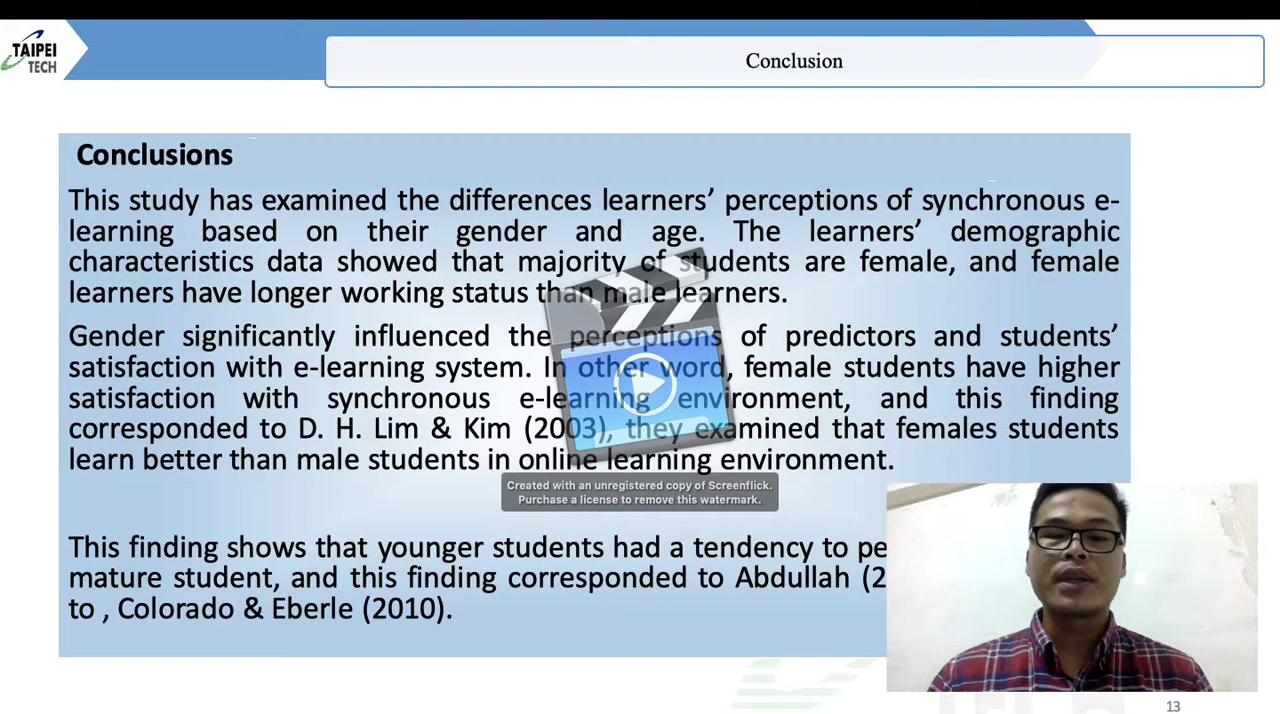 TAIPEI
TECH
Conclusion
Conclusions
This study has examined the differences learners’ perceptions of synchronous e-
learning based on their gender and age. The learners’ demographic
characteristics data showed that majority of students are female, and female
learners have longer working status than male learners.
Gender significantly influenced the perceptions of predictors and students’
satisfaction with e-learning system. In other word, female students have higher
satisfaction with synchronous e-learning environment, and this finding
corresponded to D. H. Lim & Kim (2003), they examined that females students
learn better than male students in online learning environment.
Created with an unregistered copy of Screenflick.
Purchase a license to remove this watermark.
This finding shows that younger students had a tendency to
mature student, and this finding corresponded to Abdullah
to , Colorado & Eberle (2010).
13